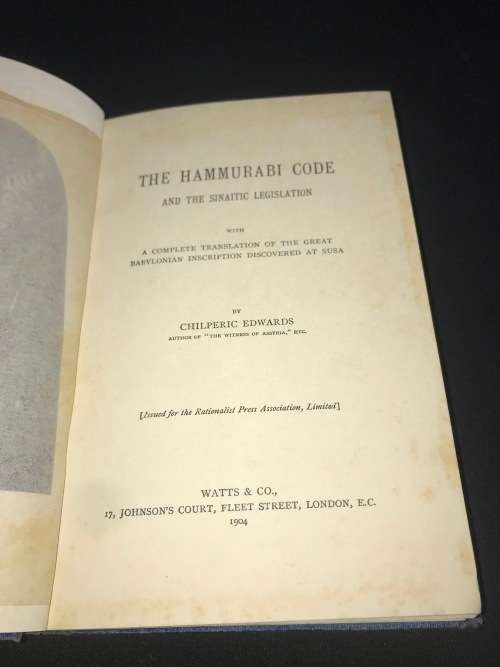 THE HAMMURABI CODE
AND THE SINAITIC LEGISLATION
WITH
A COMPLETE TRANSLATION OF THE GREAT
BABYLONIAN INSCRIPTION DISCOVERED AT SUSA
BY
CHILPERIC EDWARDS
AUTHOR OF "THE WITNESS OF ASSYRIA," ETC.
[Issued for the Rationalist Press Association, Limited]
WATTS & CO.,
17, JOHNSON'S COURT, FLEET STREET, LONDON, E.C.
1904